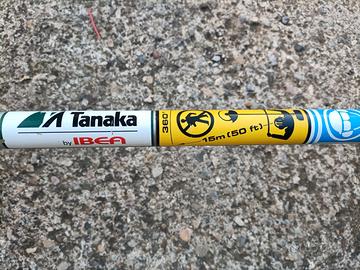 Tanaka
by IBEA
360°
15m (50 ft)